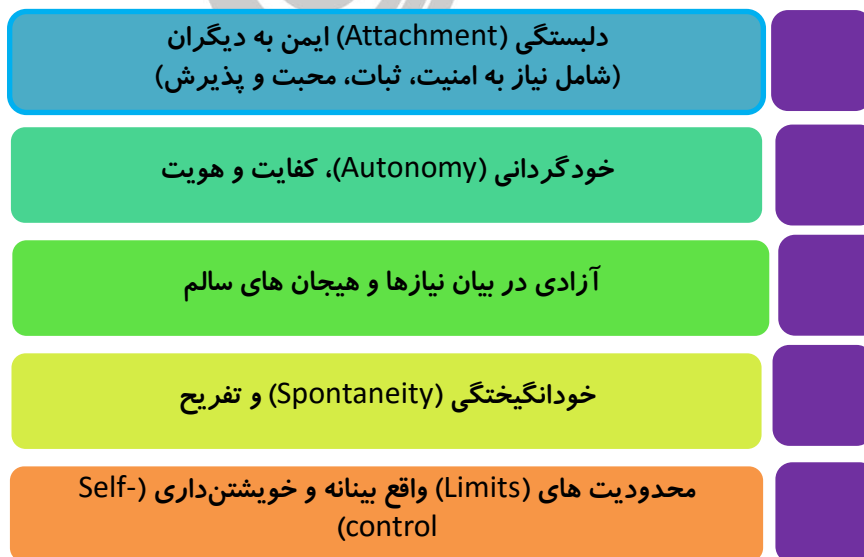 دلبستگی (Attachment) ایمن به دیگران
(شامل نیاز به امنیت، ثبات، محبت و پذیرش)
خودگردانی (Autonomy)، کفایت و هویت
آزادی در بیان نیازها و هیجان های سالم
خودانگیختگی (Spontaneity) و تفریح
محدودیت های (Limits) واقع بینانه و خویشتن‌داری (Self-
control)